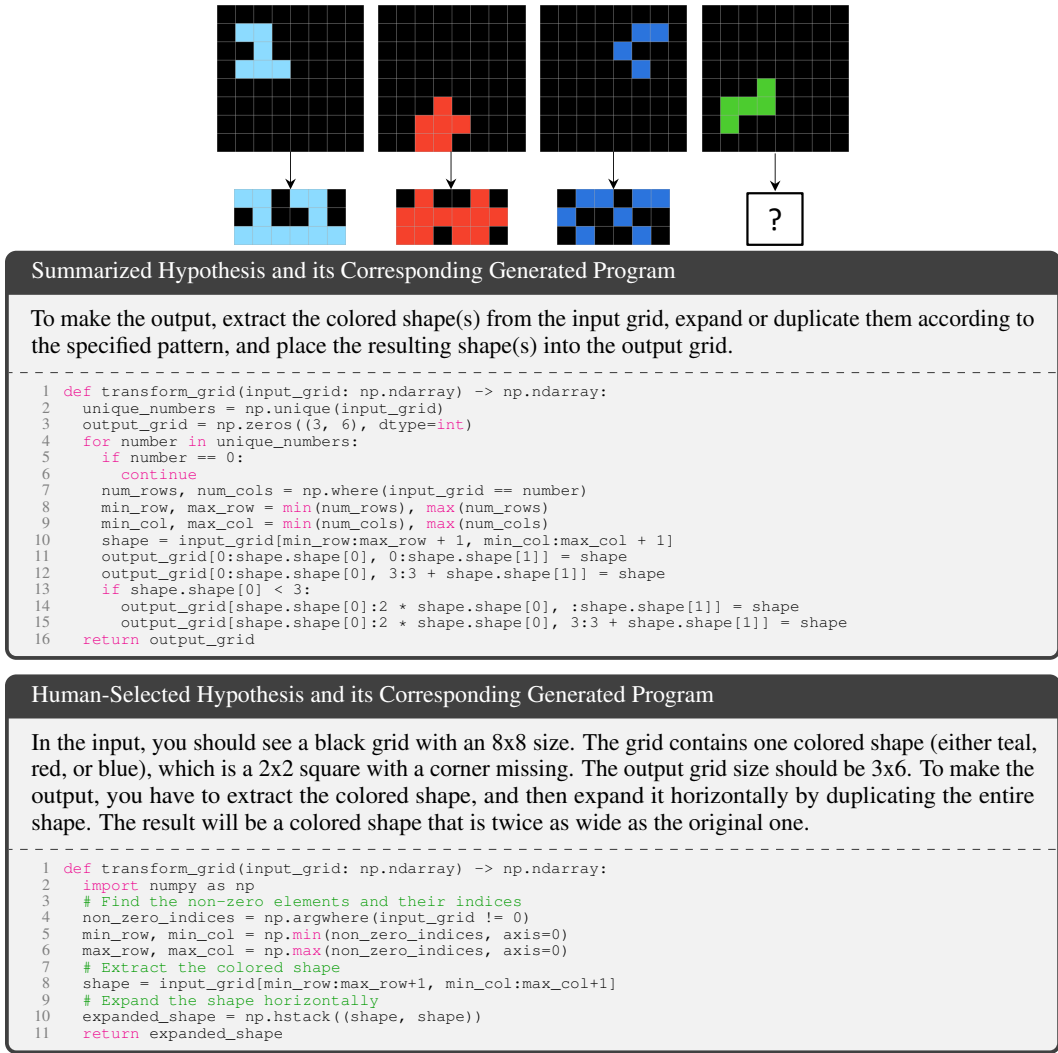 ?
Summarized Hypothesis and its Corresponding Generated Program
To make the output, extract the colored shape(s) from the input grid, expand or duplicate them according to
the specified pattern, and place the resulting shape(s) into the output grid.
1 def transform_grid(input_grid: np.ndarray) -> np.ndarray:
2   unique_numbers = np.unique(input_grid)
3   output_grid = np.zeros((3, 6), dtype=int)
4   for number in unique_numbers:
5     if number == 0:
6       continue
7     num_rows, num_cols = np.where(input_grid == number)
8     min_row, max_row = min(num_rows), max(num_rows)
9     min_col, max_col = min(num_cols), max(num_cols)
10     shape = input_grid[min_row:max_row + 1, min_col:max_col + 1]
11     output_grid[0:shape.shape[0], 0:shape.shape[1]] = shape
12     output_grid[0:shape.shape[0], 3:3 + shape.shape[1]] = shape
13     if shape.shape[0] < 3:
14       output_grid[shape.shape[0]:2 * shape.shape[0], :shape.shape[1]] = shape
15       output_grid[shape.shape[0]:2 * shape.shape[0], 3:3 + shape.shape[1]] = shape
16   return output_grid
Human-Selected Hypothesis and its Corresponding Generated Program
In the input, you should see a black grid with an 8x8 size. The grid contains one colored shape (either teal,
red, or blue), which is a 2x2 square with a corner missing. The output grid size should be 3x6. To make the
output, you have to extract the colored shape, and then expand it horizontally by duplicating the entire
shape. The result will be a colored shape that is twice as wide as the original one.
1 def transform_grid(input_grid: np.ndarray) -> np.ndarray:
2   import numpy as np
3   # Find the non-zero elements and their indices
4   non_zero_indices = np.argwhere(input_grid != 0)
5   min_row, min_col = np.min(non_zero_indices, axis=0)
6   max_row, max_col = np.max(non_zero_indices, axis=0)
7   # Extract the colored shape
8   shape = input_grid[min_row:max_row+1, min_col:max_col+1]
9   # Expand the shape horizontally
10   expanded_shape = np.hstack((shape, shape))
11   return expanded_shape